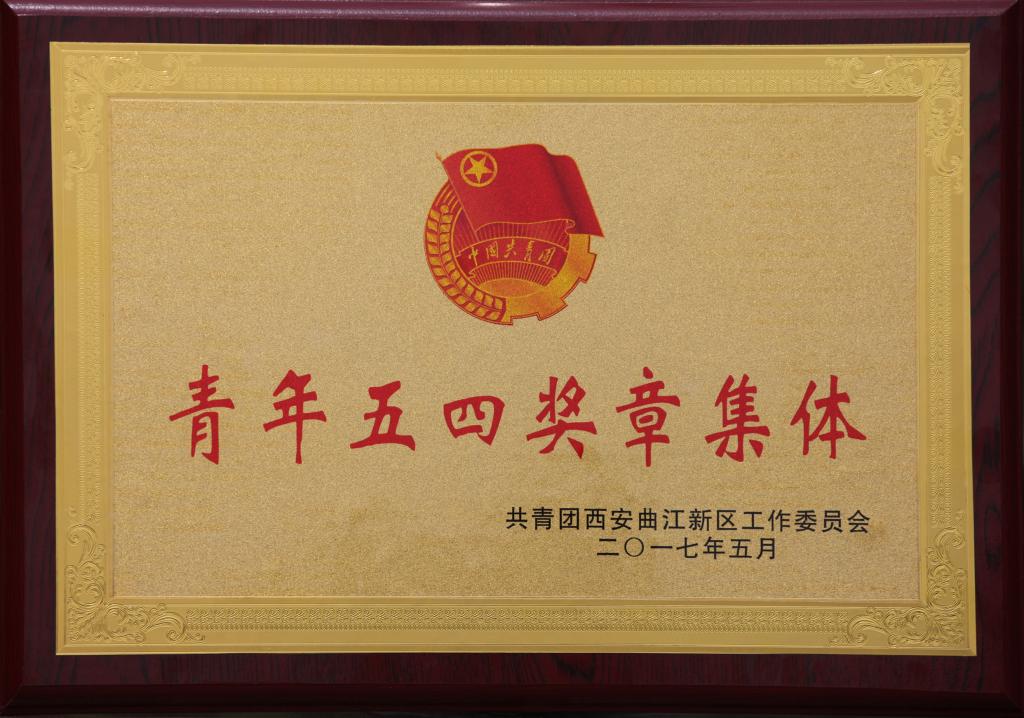 中国共青团
青年五四奖章集体
共青团西安曲江新区工作委员会
二〇一七年五月